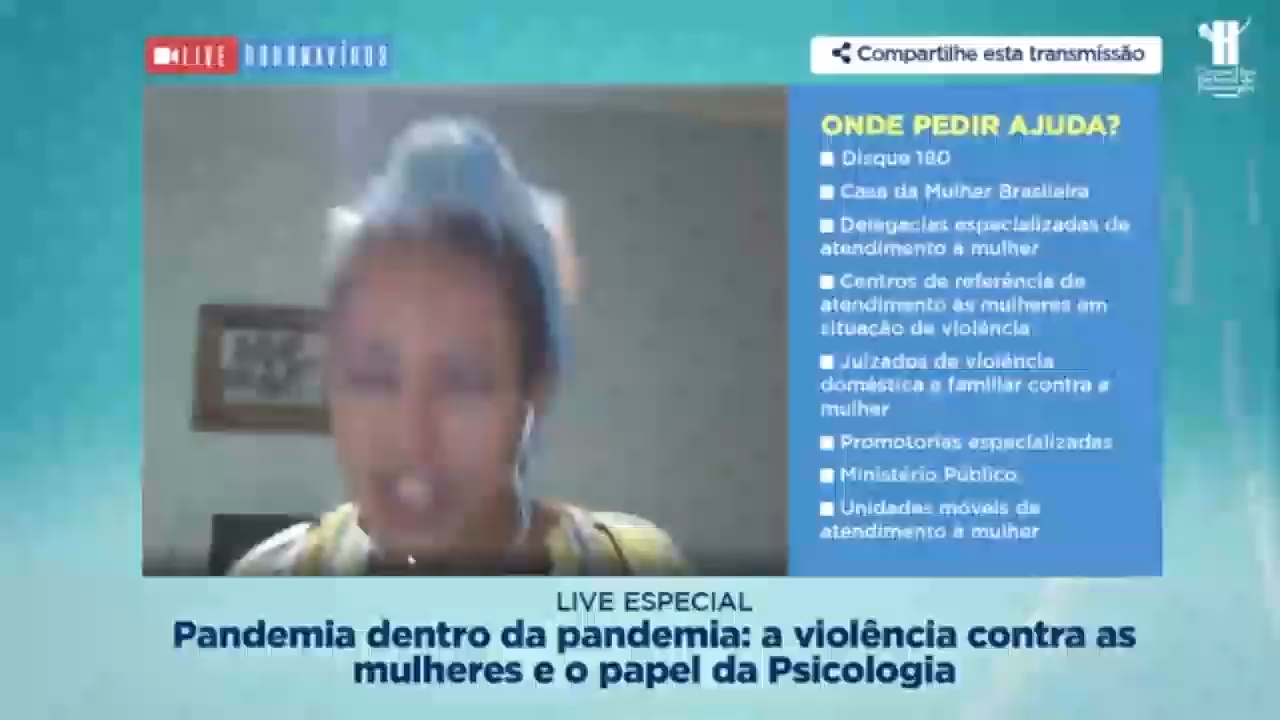 LIVE CORONAVÍRUS
Compartilhe esta transmissão
ONDE PEDIR AJUDA?
Disque 180
Casa da Mulher Brasileira
Delegacias especializadas de
atendimento a mulher
Centros de referência de
atendimento às mulheres em
situação de violência
Juizados de violência
doméstica e familiar contra a
mulher
Promotorias especializadas
Ministério Público
Unidades móveis de
atendimento a mulher
LIVE ESPECIAL
Pandemia dentro da pandemia: a violência contra as
mulheres e o papel da Psicologia